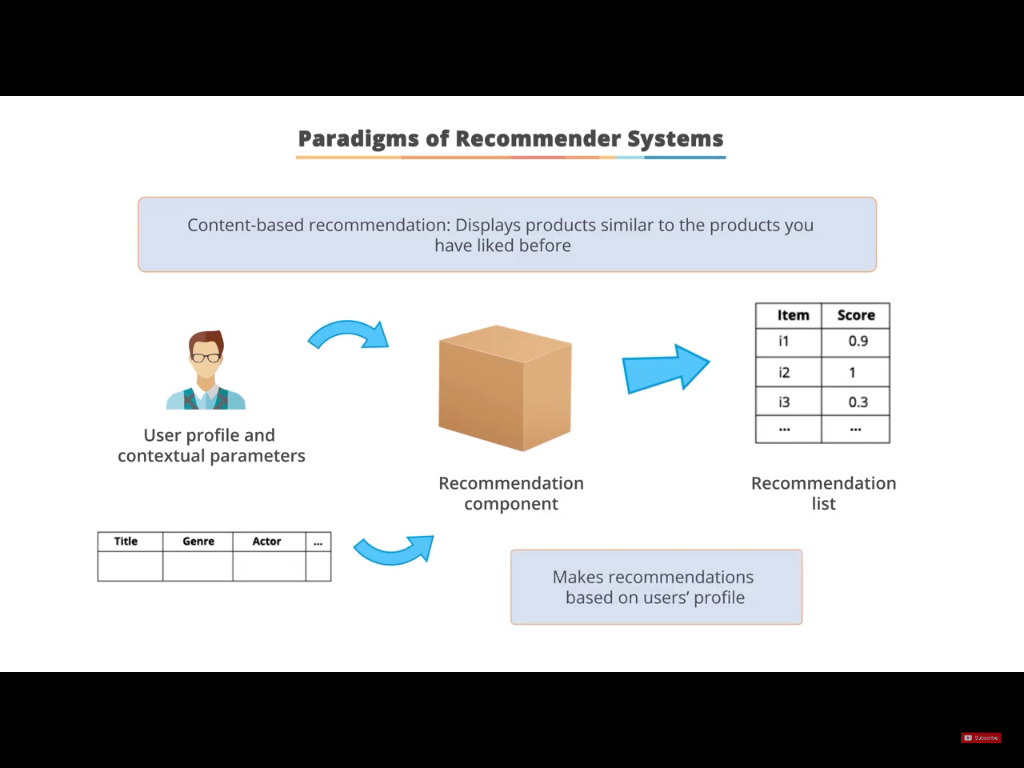 Paradigms of Recommender Systems
Content-based recommendation: Displays products similar to the products you
have liked before
Item Score
i1 0.9
i2 1
i3 0.3
... ...
User profile and
contextual parameters
Recommendation
component
Recommendation
list
Title Genre Actor ...
Makes recommendations
based on users’ profile
Subscribe